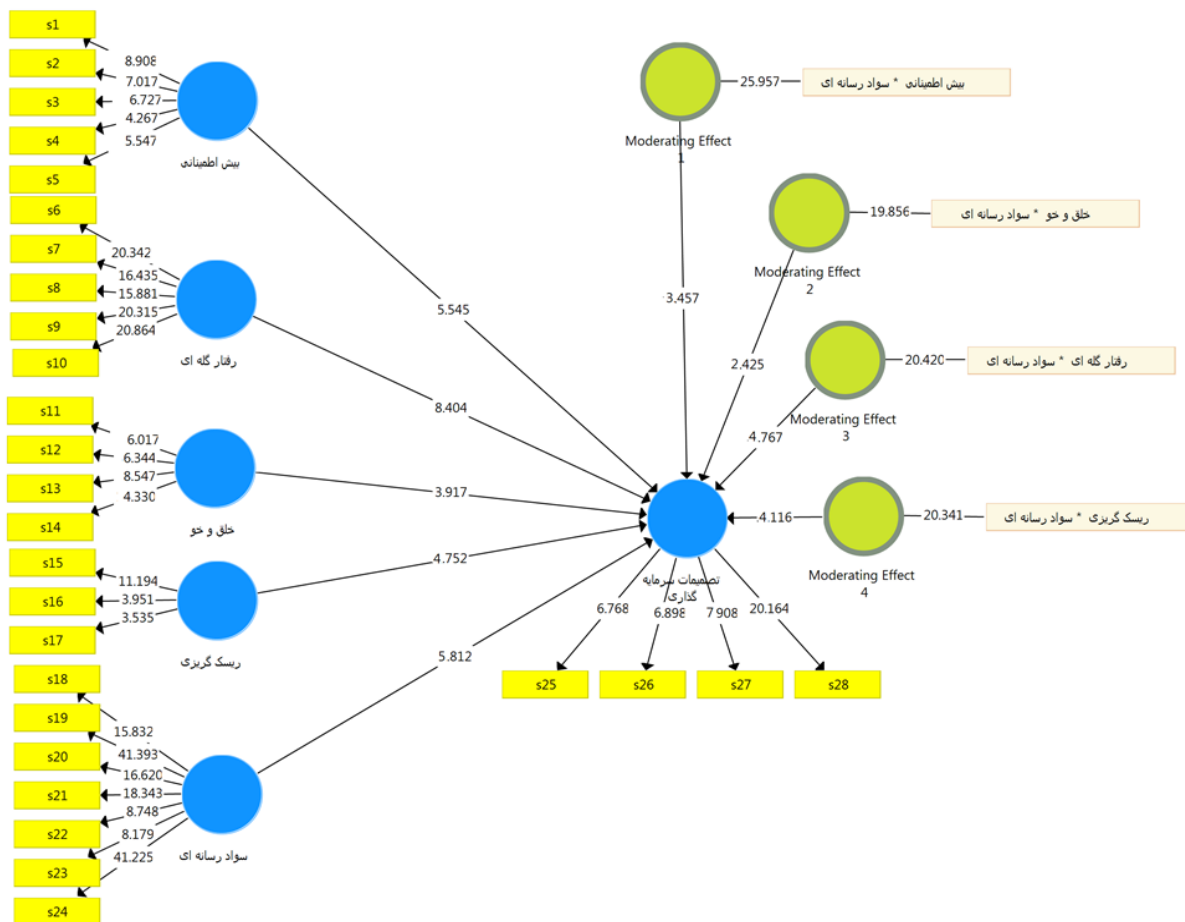 s1
s2
s3
s4
s5
8.908
7.017
6.727
4.267
5.547
بیش اطمینانی
s6
s7
s8
s9
s10
20.342
16.435
15.881
20.315
20.864
رفتار گله ای
s11
s12
s13
s14
6.017
6.344
8.547
4.330
خلق و خو
s15
s16
s17
11.194
3.951
3.535
ریسک گریزی
s18
s19
s20
s21
s22
s23
s24
15.832
41.393
16.620
18.343
8.748
8.179
41.225
سواد رسانه ای
5.545
8.404
3.917
4.752
5.812
25.957
بیش اطمینانی * سواد رسانه ای
Moderating Effect
1
3.457
19.856
خلق و خو * سواد رسانه ای
Moderating Effect
2
2.425
20.420
رفتار گله ای * سواد رسانه ای
Moderating Effect
3
4.767
20.341
ریسک گریزی * سواد رسانه ای
Moderating Effect
4
4.116
تصمیمات سرمایه
گذاری
6.768
6.898
7.908
20.164
s25
s26
s27
s28